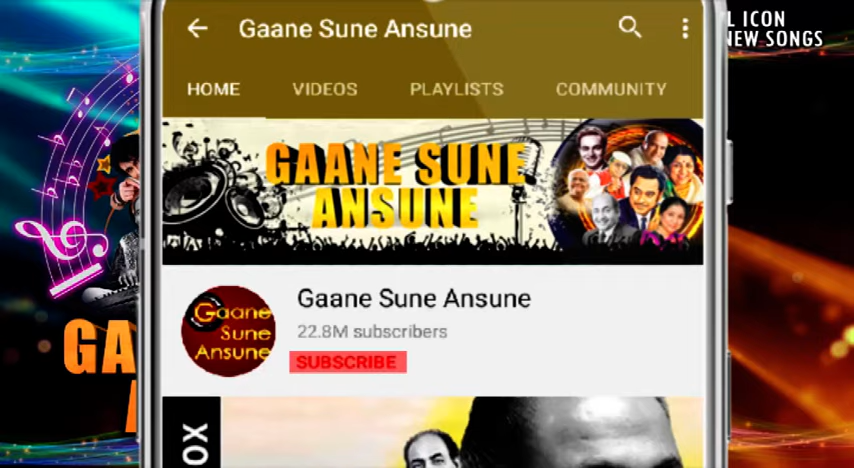 L ICON
NEW SONGS
Gaane Sune Ansune
HOME VIDEOS PLAYLISTS COMMUNITY
GAANE SUNE
ANSUNE
Gaane
Sune
Ansune
Gaane Sune Ansune
22.8M subscribers
SUBSCRIBE
GA
A
OX